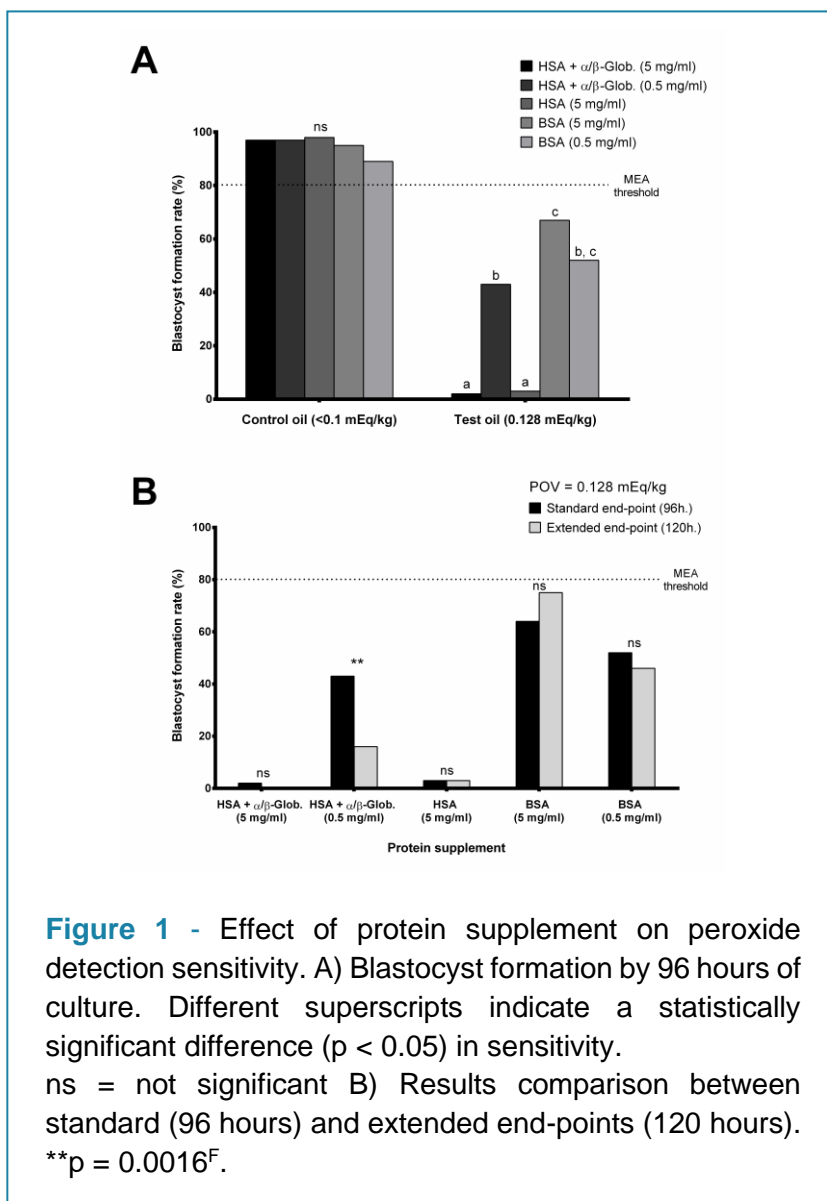 A
HSA + α/β-Glob. (5 mg/ml)
HSA + α/β-Glob. (0.5 mg/ml)
HSA (5 mg/ml)
BSA (5 mg/ml)
BSA (0.5 mg/ml)
Blastocyst formation rate (%)
100
80
60
40
20
0
ns
MEA
threshold
a
b
a
c
b, c
Control oil (<0.1 mEq/kg)
Test oil (0.128 mEq/kg)
B
POV = 0.128 mEq/kg
Standard end-point (96h.)
Extended end-point (120h.)
Blastocyst formation rate (%)
100
80
60
40
20
0
MEA
threshold
ns
**
ns
ns
ns
HSA + α/β-Glob.
(5 mg/ml)
HSA + α/β-Glob.
(0.5 mg/ml)
HSA
(5 mg/ml)
BSA
(5 mg/ml)
BSA
(0.5 mg/ml)
Protein supplement
Figure 1 - Effect of protein supplement on peroxide
detection sensitivity. A) Blastocyst formation by 96 hours of
culture. Different superscripts indicate a statistically
significant difference (p < 0.05) in sensitivity.
ns = not significant B) Results comparison between
standard (96 hours) and extended end-points (120 hours).
**p = 0.0016ᶠ.